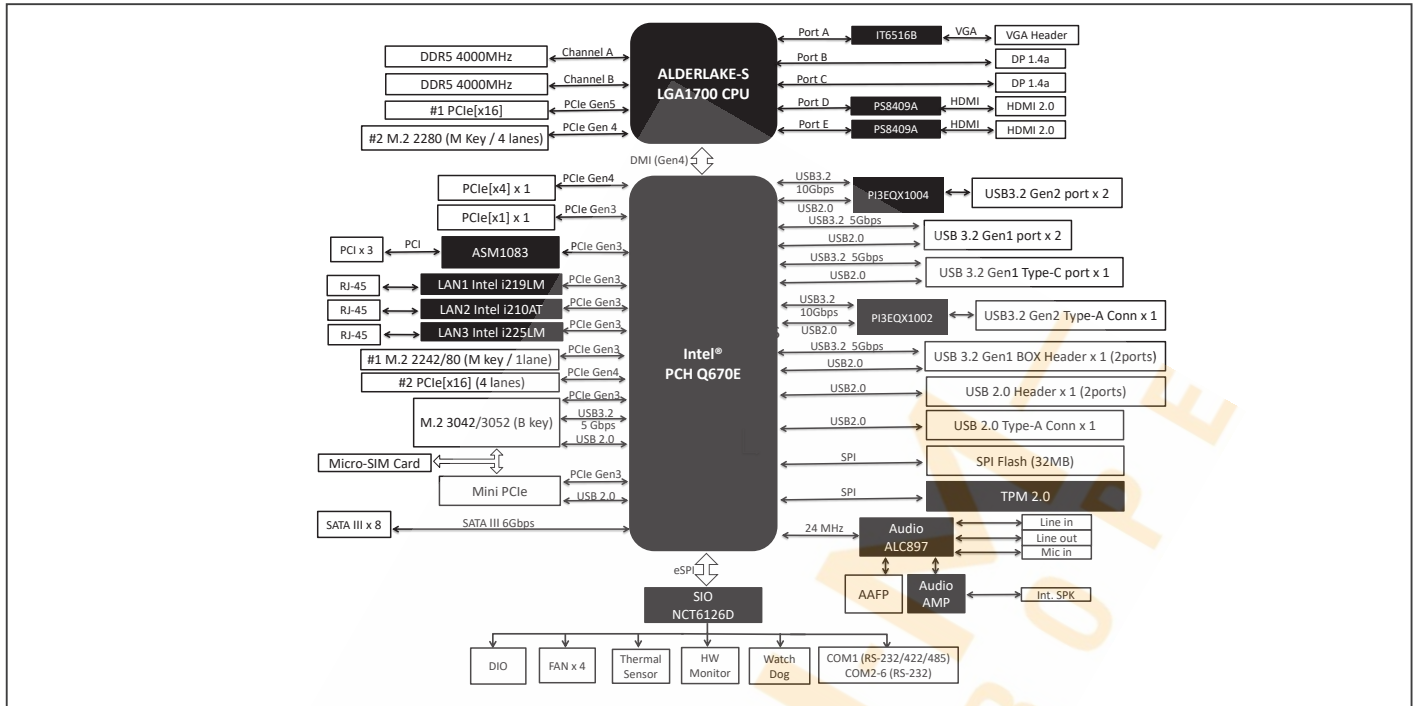 ALDERLAKE-S
LGA1700 CPU
DDR5 4000MHz
Channel A
DDR5 4000MHz
Channel B
#1 PCIe[x16]
PCIe Gen5
#2 M.2 2280 (M Key / 4 lanes)
PCIe Gen 4
Port A
IT6516B
VGA
VGA Header
Port B
DP 1.4a
Port C
DP 1.4a
Port D
PS8409A
HDMI
HDMI 2.0
Port E
PS8409A
HDMI
HDMI 2.0
DMI (Gen4)
Intel®
PCH Q670E
PCIe[x4] x 1
PCIe Gen4
PCIe[x1] x 1
PCIe Gen3
PCI x 3
PCI
ASM1083
PCIe Gen3
RJ-45
LAN1 Intel i219LM
PCIe Gen3
RJ-45
LAN2 Intel i210AT
PCIe Gen3
RJ-45
LAN3 Intel i225LM
PCIe Gen3
#1 M.2 2242/80 (M key / 1lane)
PCIe Gen3
#2 PCIe[x16] (4 lanes)
PCIe Gen4
M.2 3042/3052 (B key)
PCIe Gen3
USB3.2
5 Gbps
USB 2.0
Micro-SIM Card
Mini PCIe
PCIe Gen3
USB 2.0
SATA III x 8
SATA III 6Gbps
USB3.2
10Gbps
USB2.0
PI3EQX1004
USB3.2 Gen2 port x 2
USB3.2 5Gbps
USB2.0
USB 3.2 Gen1 port x 2
USB3.2 5Gbps
USB2.0
USB 3.2 Gen1 Type-C port x 1
USB3.2
10Gbps
USB2.0
PI3EQX1002
USB3.2 Gen2 Type-A Conn x 1
USB3.2 5Gbps
USB2.0
USB 3.2 Gen1 BOX Header x 1 (2ports)
USB2.0
USB 2.0 Header x 1 (2ports)
USB2.0
USB 2.0 Type-A Conn x 1
SPI
SPI Flash (32MB)
SPI
TPM 2.0
24 MHz
Audio
ALC897
Line in
Line out
Mic in
AAFP
Audio
AMP
Int. SPK
eSPI
SIO
NCT6126D
DIO
FAN x 4
Thermal
Sensor
HW
Monitor
Watch
Dog
COM1 (RS-232/422/485)
COM2-6 (RS-232)